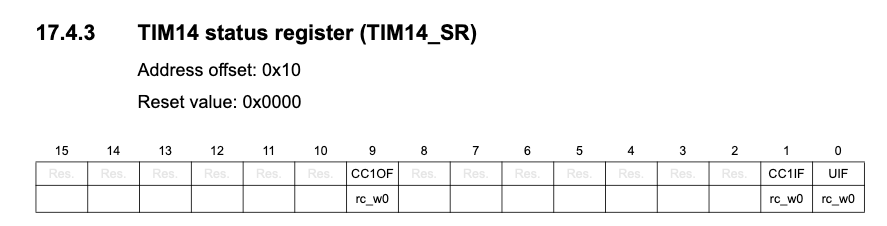 17.4.3 TIM14 status register (TIM14_SR)
Address offset: 0x10
Reset value: 0x0000
15 14 13 12 11 10 9 8 7 6 5 4 3 2 1 0
Res. Res. Res. Res. Res. Res. CC1OF Res. Res. Res. Res. Res. Res. Res. CC1IF UIF
rc_w0 rc_w0 rc_w0